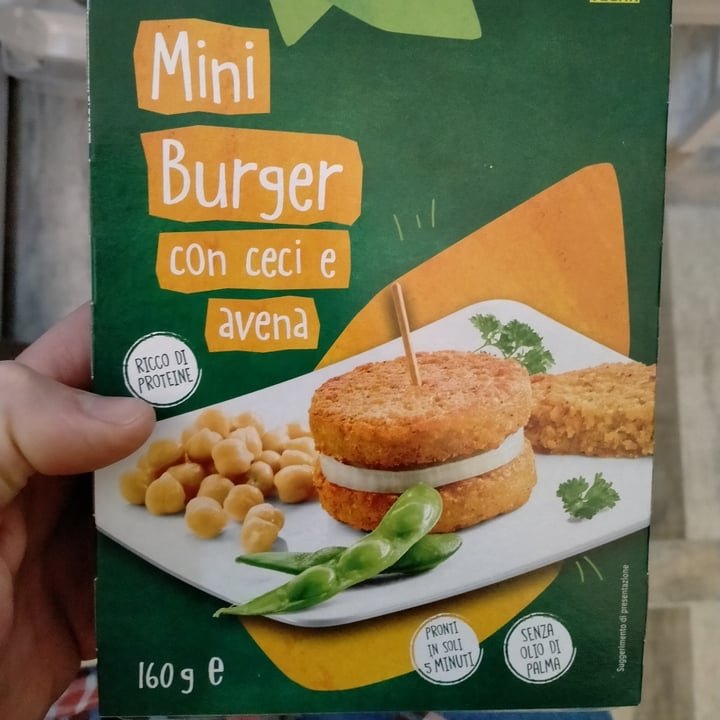 Mini
Burger
con ceci e
avena
RICCO DI
PROTEINE
160 g e
PRONTI
IN SOLI
5 MINUTI
SENZA
OLIO DI
PALMA
Suggerimento di presentazione